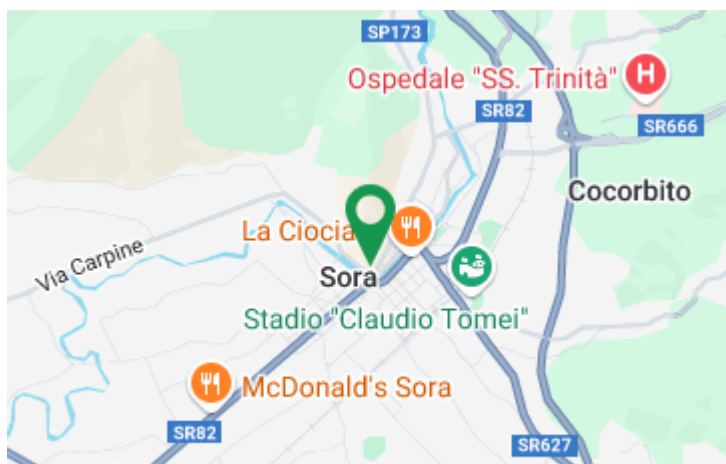 SP173
Ospedale "SS. Trinità"
H
SR82
SR666
Cocorbito
La Ciocia
Via Carpine
Sora
Stadio "Claudio Tomei"
McDonald's Sora
SR82
SR627